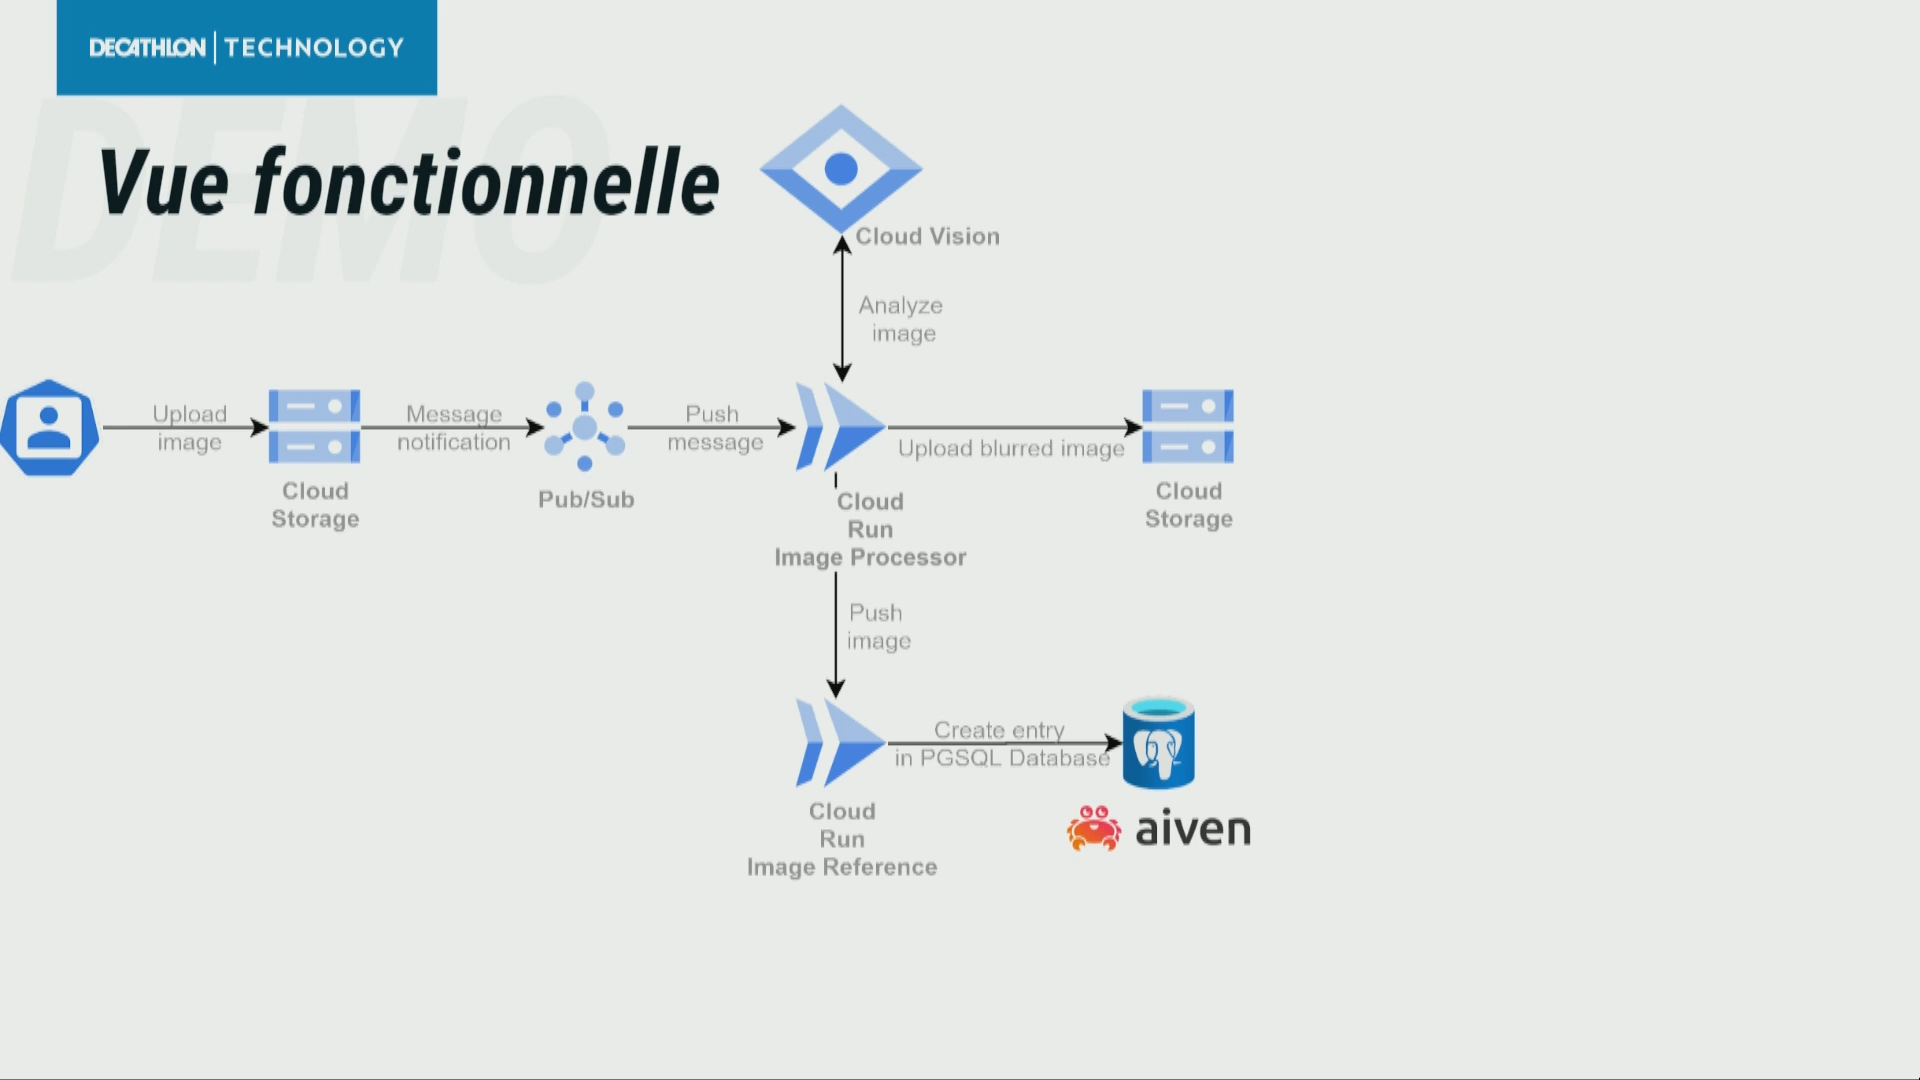 DECATHLON | TECHNOLOGY
DEMO
Vue fonctionnelle
Cloud Vision
Analyze
image
Upload
image
Message
notification
Push
message
Upload blurred image
Cloud
Storage
Pub/Sub
Cloud
Run
Image Processor
Cloud
Storage
Push
image
Create entry
in PGSQL Database
Cloud
Run
Image Reference
aiven